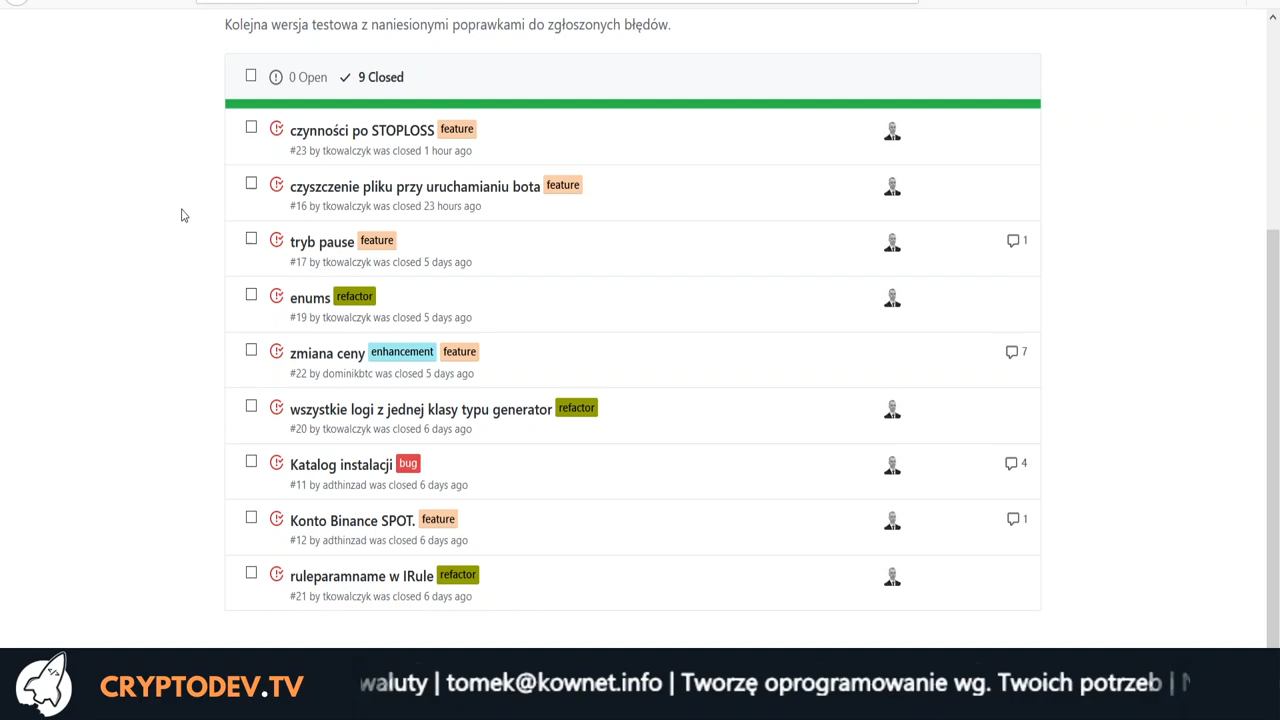 Kolejna wersja testowa z naniesionymi poprawkami do zgłoszonych błędów.
0 Open 9 Closed
czynności po STOPLOSS feature
#23 by tkowalczyk was closed 1 hour ago
czyszczenie pliku przy uruchamianiu bota feature
#16 by tkowalczyk was closed 23 hours ago
tryb pause feature 1
#17 by tkowalczyk was closed 5 days ago
enums refactor
#19 by tkowalczyk was closed 5 days ago
zmiana ceny enhancement feature 7
#22 by dominikbtc was closed 5 days ago
wszystkie logi z jednej klasy typu generator refactor
#20 by tkowalczyk was closed 6 days ago
Katalog instalacji bug 4
#11 by adthinzad was closed 6 days ago
Konto Binance SPOT. feature 1
#12 by adthinzad was closed 6 days ago
ruleparamname w IRule refactor
#21 by tkowalczyk was closed 6 days ago
CRYPTODEV.TV waluty | tomek@kownet.info | Tworzę oprogramowanie wg. Twoich potrzeb |